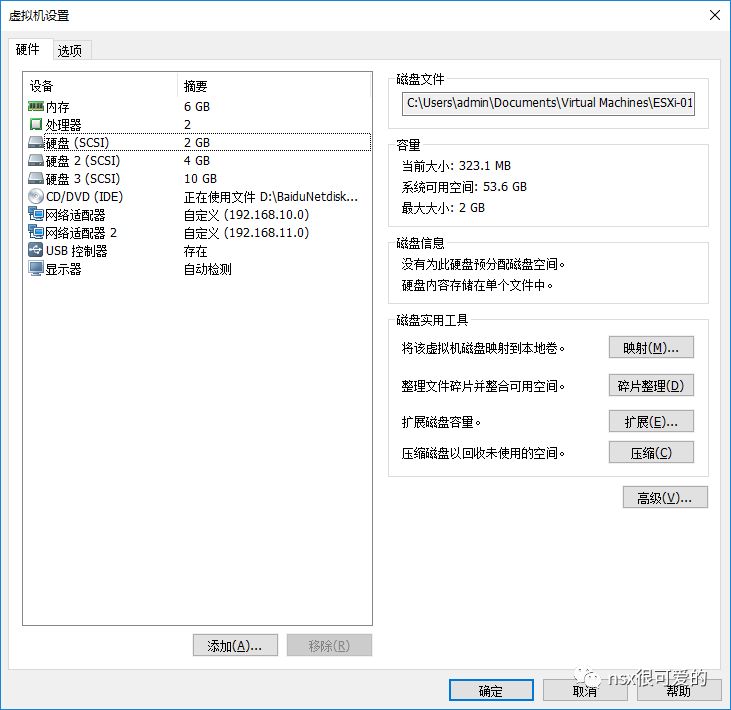 虚拟机设置
硬件 选项
设备 摘要
内存 6 GB
处理器 2
硬盘 (SCSI) 2 GB
硬盘 2 (SCSI) 4 GB
硬盘 3 (SCSI) 10 GB
CD/DVD (IDE) 正在使用文件 D:\BaiduNetdisk...
网络适配器 自定义 (192.168.10.0)
网络适配器 2 自定义 (192.168.11.0)
USB 控制器 存在
显示器 自动检测
添加(A)... 移除(R)
磁盘文件
C:\Users\admin\Documents\Virtual Machines\ESXi-01
容量
当前大小: 323.1 MB
系统可用空间: 53.6 GB
最大大小: 2 GB
磁盘信息
没有为此硬盘预分配磁盘空间。
硬盘内容存储在单个文件中。
磁盘实用工具
将该虚拟机磁盘映射到本地卷。 映射(M)...
整理文件碎片并整合可用空间。 碎片整理(D)
扩展磁盘容量。 扩展(E)...
压缩磁盘以回收未使用的空间。 压缩(C)
高级(V)...
确定 取消 帮助
nsx很可爱的